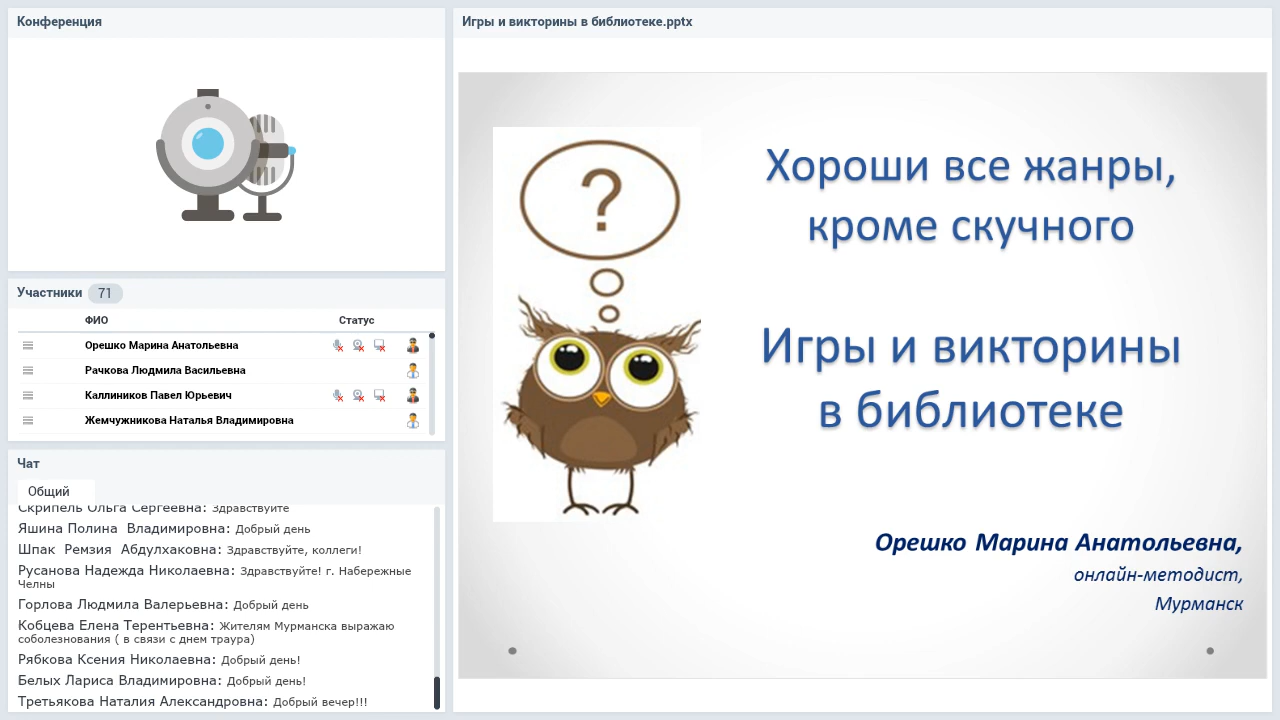 Конференция
Участники 71
ФИО Статус
Орешко Марина Анатольевна
Рачкова Людмила Васильевна
Каллиников Павел Юрьевич
Жемчужникова Наталья Владимировна
Чат
Общий
Скрипель Ольга Сергеевна: Здравствуйте
Яшина Полина Владимировна: Добрый день
Шпак Ремзия Абдулхаковна: Здравствуйте, коллеги!
Русанова Надежда Николаевна: Здравствуйте! г. Набережные
Челны
Горлова Людмила Валерьевна: Добрый день
Кобцева Елена Терентьевна: Жителям Мурманска выражаю
соболезнования ( в связи с днем траура)
Рябкова Ксения Николаевна: Добрый день!
Белых Лариса Владимировна: Добрый день!
Третьякова Наталия Александровна: Добрый вечер!!!
Игры и викторины в библиотеке.pptx
?
Хороши все жанры,
кроме скучного
Игры и викторины
в библиотеке
Орешко Марина Анатольевна,
онлайн-методист,
Мурманск